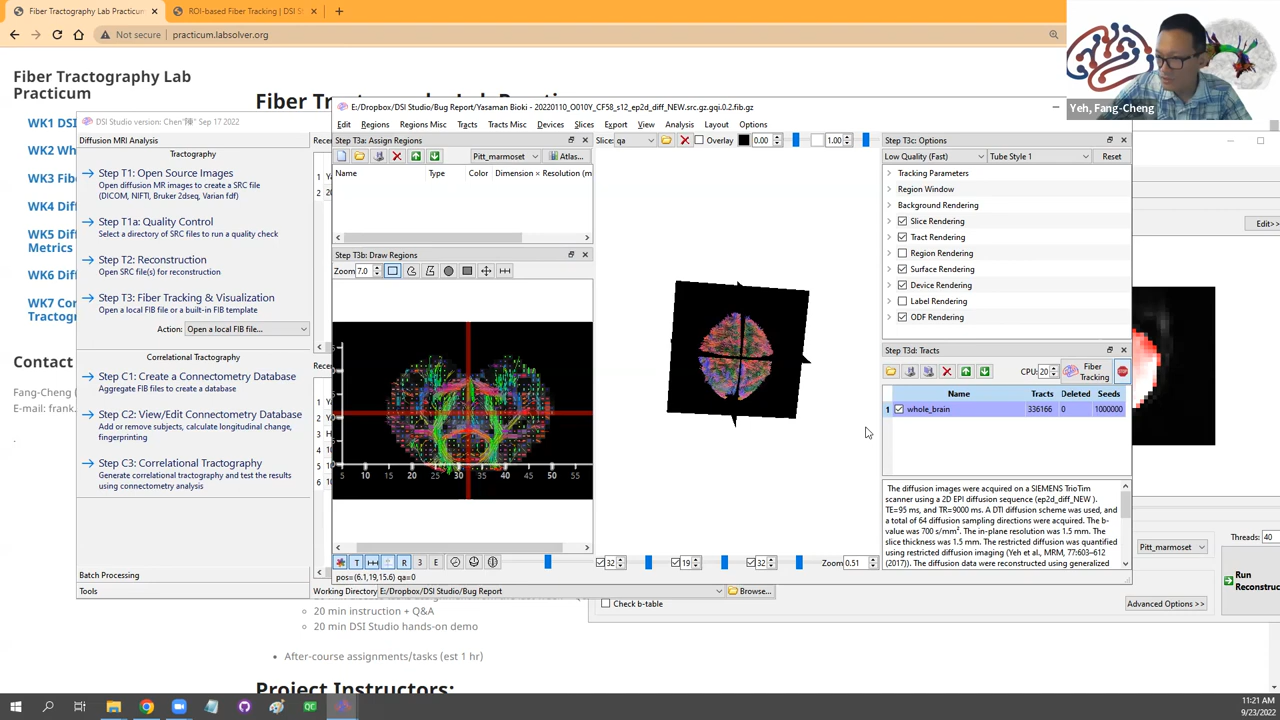 Fiber Tractography Lab Practicum
ROI-based Fiber Tracking | DSI St
Not secure
practicum.labsolver.org
Fiber Tractography Lab
Practicum
Yeh, Fang-Cheng
WK1 DSI
WK2 Wh
WK3 Fib
WK4 Dif
WK5 Dif
Metrics
WK6 Dif
WK7 Cor
Tractog
Contact
Fang-Cheng
E-mail: frank.
DSI Studio version: Chen
Sep 17 2022
Diffusion MRI Analysis
Tractography
Step T1: Open Source Images
Open diffusion MR images to create a SRC file
(DICOM, NIFTI, Bruker 2dseq, Varian fdf)
Step T1a: Quality Control
Select a directory of SRC files to run a quality check
Step T2: Reconstruction
Open SRC file(s) for reconstruction
Step T3: Fiber Tracking & Visualization
Open a local FIB file or a built-in FIB template
Action: Open a local FIB file...
Correlational Tractography
Step C1: Create a Connectometry Database
Aggregate FIB files to create a database
Step C2: View/Edit Connectometry Database
Add or remove subjects, calculate longitudinal change,
fingerprinting
Step C3: Correlational Tractography
Generate correlational tractography and test the results
using connectometry analysis
Batch Processing
Tools
E:/Dropbox/DSI Studio/Bug Report/Yasaman Bioki - 20220110_O010Y_CF58_s12_ep2d_diff_NEW.src.gz.gqi.0.2.fib.gz
File Edit Regions Regions Misc Tracts Tracts Misc Devices Slices Export View Analysis Layout Options
Step T3a: Assign Regions
Pitt_marmoset Atlas...
Name Type Color Dimension × Resolution (m
Step T3b: Draw Regions
Zoom 7.0
5 10 15 20 25 30 35 40 45 50 55
T R 3 E
pos=(6.1,19,15.6) qa=0
Slice: qa Overlay 0.00 1.00
32 19 32 Zoom 0.51
Step T3c: Options
Low Quality (Fast) Tube Style 1 Reset
Tracking Parameters
Region Window
Background Rendering
Slice Rendering
Tract Rendering
Region Rendering
Surface Rendering
Device Rendering
Label Rendering
ODF Rendering
Step T3d: Tracts
CPU: 20 Fiber
Tracking
Name Tracts Deleted Seeds
1 whole_brain 336166 0 1000000
The diffusion images were acquired on a SIEMENS TrioTim
scanner using a 2D EPI diffusion sequence (ep2d_diff_NEW ).
TE=95 ms, and TR=9000 ms. A DTI diffusion scheme was used, and
a total of 64 diffusion sampling directions were acquired. The b-
value was 700 s/mm². The in-plane resolution was 1.5 mm. The
slice thickness was 1.5 mm. The restricted diffusion was
quantified using restricted diffusion imaging (Yeh et al., MRM, 77:603–612
(2017)). The diffusion data were reconstructed using generalized
Working Directory E:/Dropbox/DSI Studio/Bug Report Browse...
Edit>>
Pitt_marmoset
Threads: 40
Run
Reconstruc
Check b-table
Advanced Options >>
20 min instruction + Q&A
20 min DSI Studio hands-on demo
After-course assignments/tasks (est 1 hr)
Project Instructors:
11:21 AM
9/23/2022